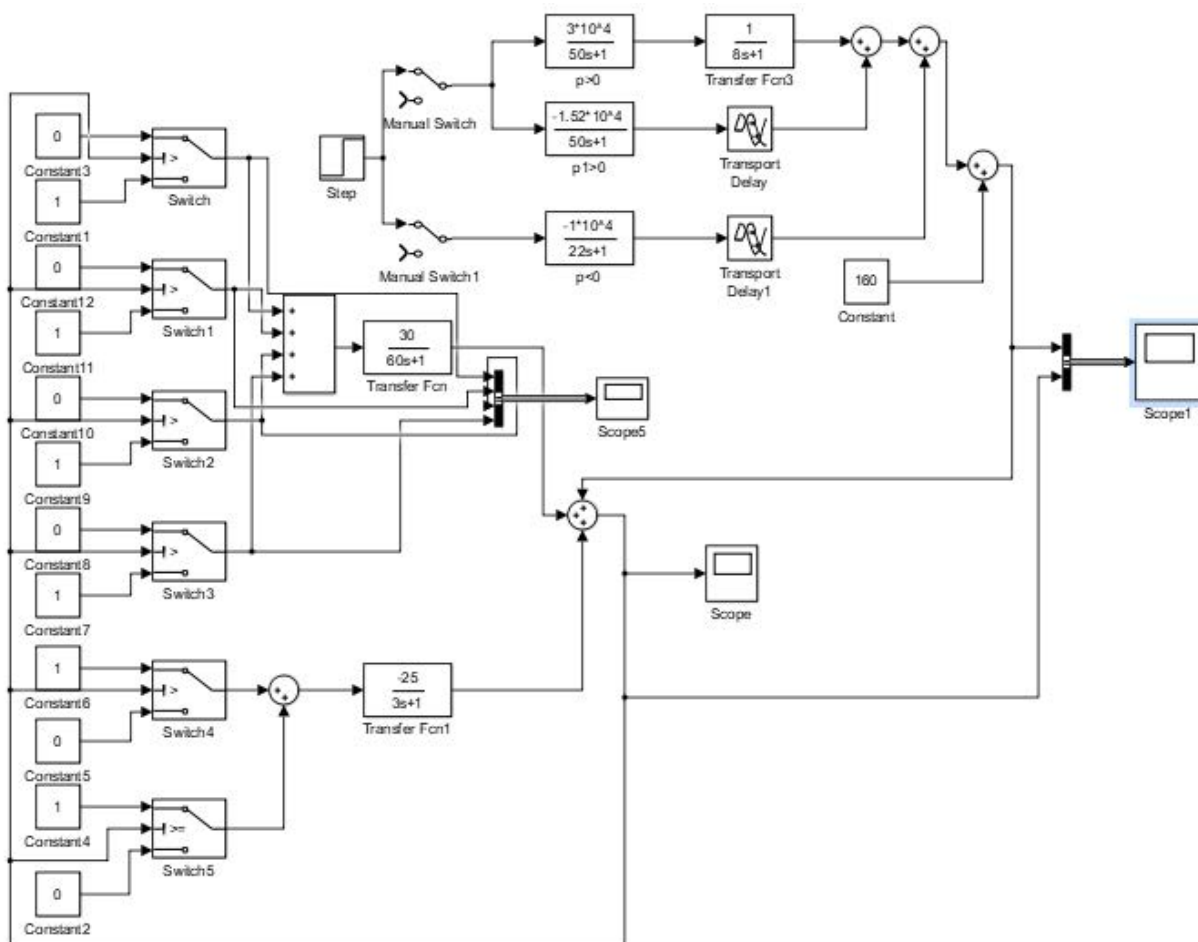 3*10^4
50s+1
p>0
1
8s+1
Transfer Fcn3
+
+
+
+
Manual Switch
-1.52*10^4
50s+1
p1>0
Transport
Delay
Step
+
+
Manual Switch1
-1*10^4
22s+1
p<0
Transport
Delay1
160
Constant
0
Constant3
>
Switch
1
Constant1
0
Constant12
>
Switch1
1
Constant11
+
+
+
+
30
60s+1
Transfer Fcn
Scope5
Scope1
0
Constant10
>
Switch2
1
Constant9
0
Constant8
>
Switch3
1
Constant7
+
+
+
Scope
1
Constant6
>
Switch4
0
Constant5
+
+
-25
3s+1
Transfer Fcn1
1
Constant4
>=
Switch5
0
Constant2